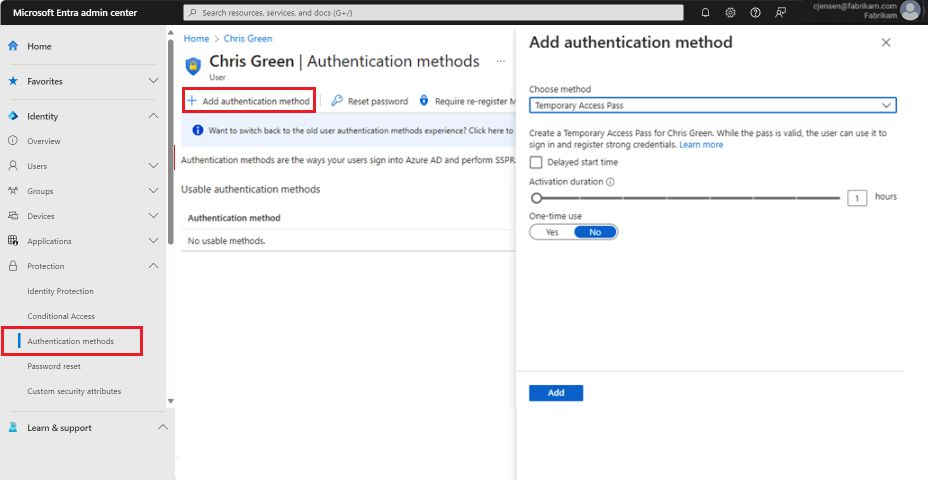 Microsoft Entra admin center
Search resources, services, and docs (G+/)
cjensen@fabrikam.com
Fabrikam
Home
Favorites
Identity
Overview
Users
Groups
Devices
Applications
Protection
Identity Protection
Conditional Access
Authentication methods
Password reset
Custom security attributes
Learn & support
Home > Chris Green
Chris Green | Authentication methods ...
User
+ Add authentication method
Reset password
Require re-register M
Want to switch back to the old user authentication methods experience? Click here to
Authentication methods are the ways your users sign into Azure AD and perform SSPR
Usable authentication methods
Authentication method
No usable methods.
Add authentication method
Choose method
Temporary Access Pass
Create a Temporary Access Pass for Chris Green. While the pass is valid, the user can use it to
sign in and register strong credentials. Learn more
Delayed start time
Activation duration
1 hours
One-time use
Yes No
Add